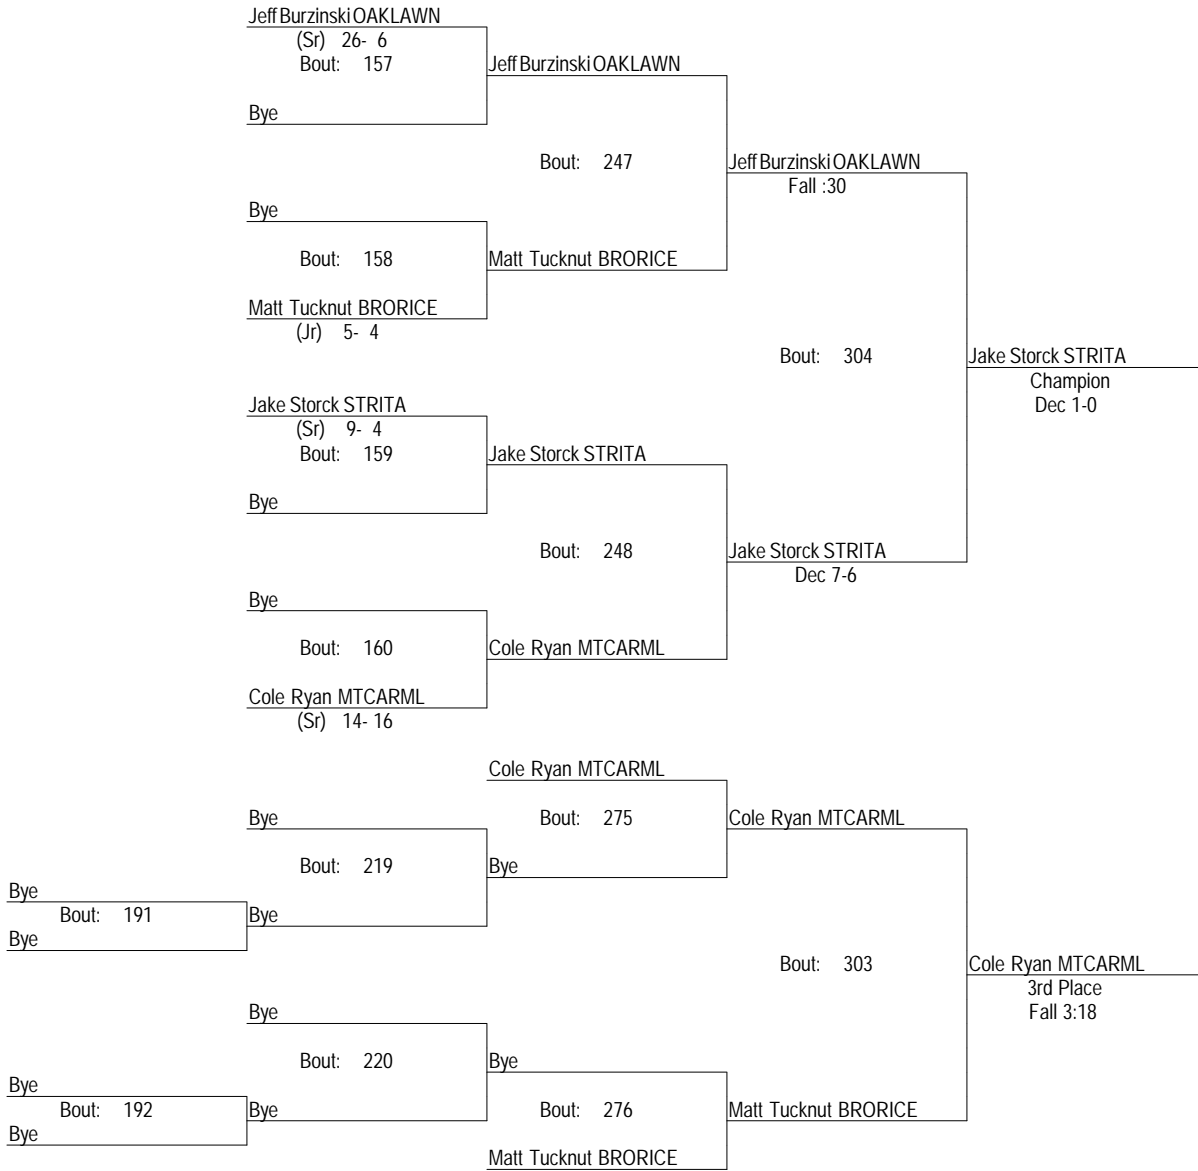 Jeff Burzinski OAKLAWN
(Sr) 26- 6
Bout: 157
Jeff Burzinski OAKLAWN
Bye
Bout: 247
Jeff Burzinski OAKLAWN
Fall :30
Bye
Bout: 158
Matt Tucknut BRORICE
Matt Tucknut BRORICE
(Jr) 5- 4
Bout: 304
Jake Storck STRITA
Champion
Dec 1-0
Jake Storck STRITA
(Sr) 9- 4
Bout: 159
Jake Storck STRITA
Bye
Bout: 248
Jake Storck STRITA
Dec 7-6
Bye
Bout: 160
Cole Ryan MTCARML
Cole Ryan MTCARML
(Sr) 14- 16
Cole Ryan MTCARML
Bye
Bout: 275
Cole Ryan MTCARML
Bout: 219
Bye
Bye
Bout: 191
Bye
Bye
Bout: 303
Cole Ryan MTCARML
3rd Place
Fall 3:18
Bye
Bout: 220
Bye
Bye
Bout: 192
Bye
Bout: 276
Matt Tucknut BRORICE
Bye
Matt Tucknut BRORICE